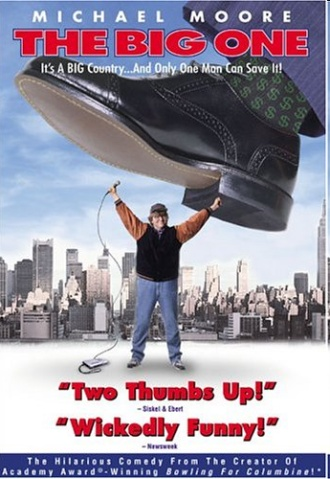 MICHAEL MOORE
THE BIG ONE
It's A BIG Country...And Only One Man Can Save It!
"Two Thumbs Up!"
– Siskel & Ebert
"Wickedly Funny!"
– Newsweek
The Hilarious Comedy From The Creator Of
Academy Award®-Winning Bowling For Columbine!*